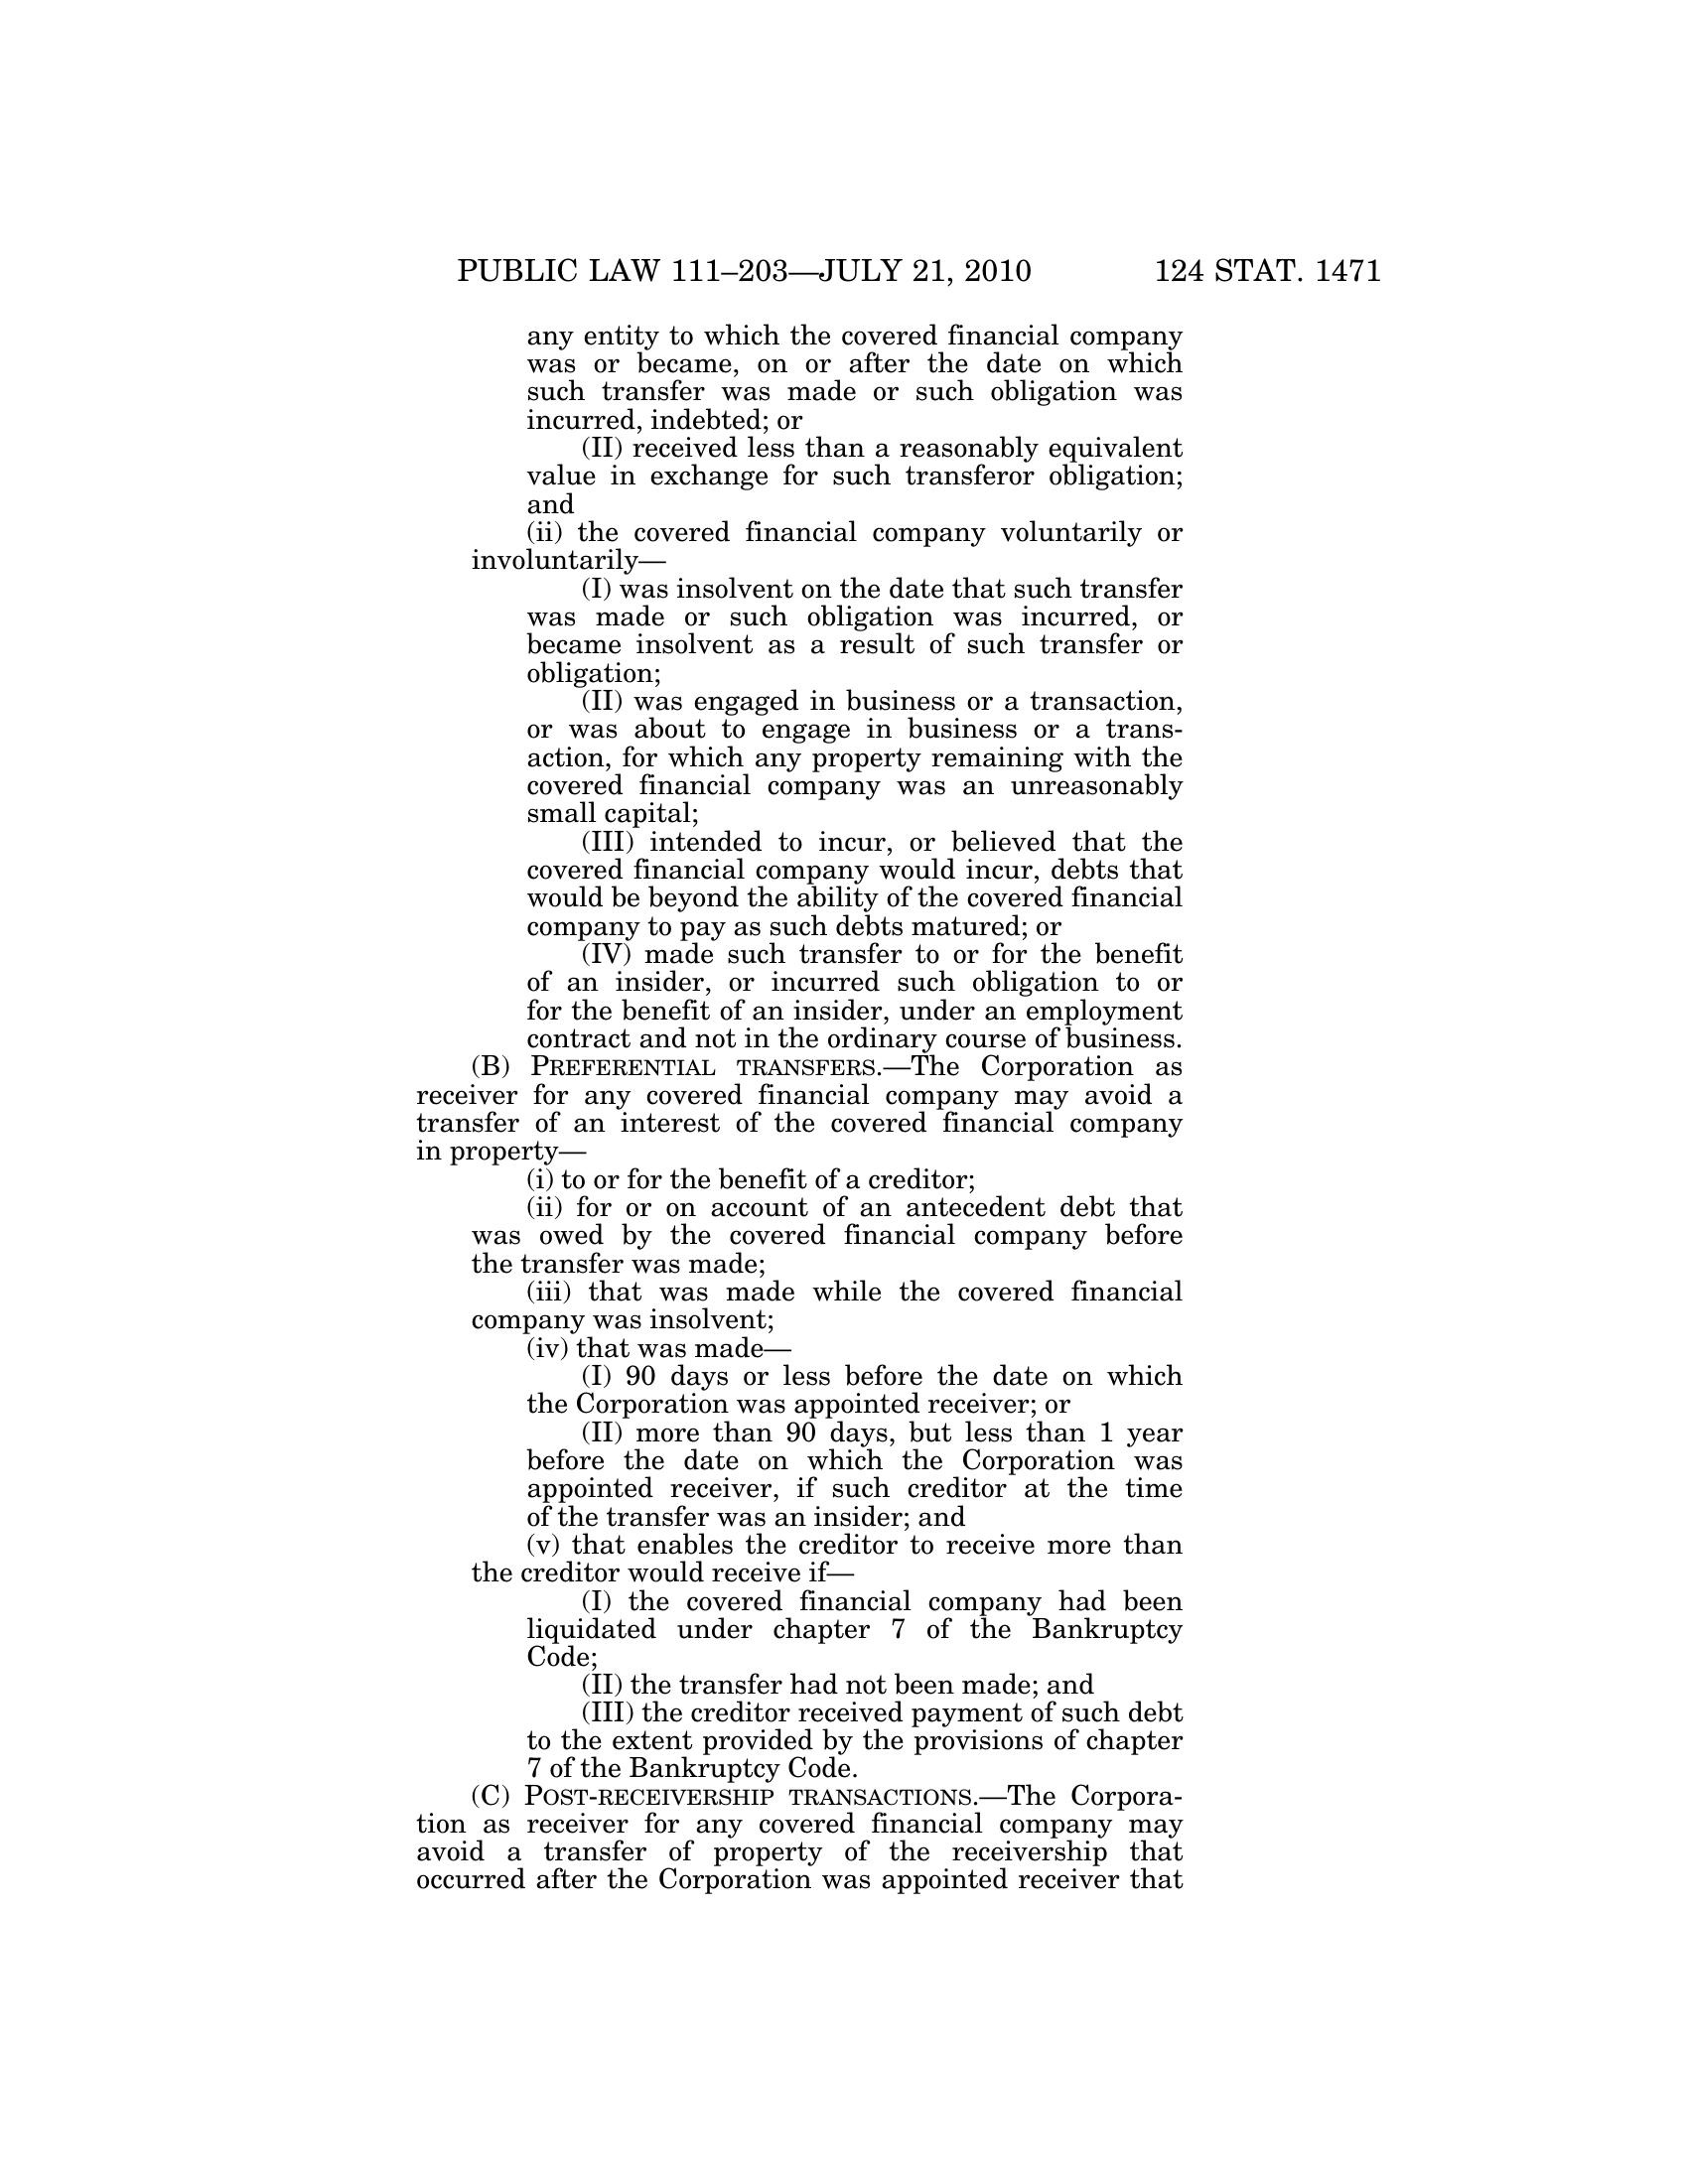 PUBLIC LAW 111–203—JULY 21, 2010 124 STAT. 1471
any entity to which the covered financial company
was or became, on or after the date on which
such transfer was made or such obligation was
incurred, indebted; or
(II) received less than a reasonably equivalent
value in exchange for such transferor obligation;
and
(ii) the covered financial company voluntarily or
involuntarily—
(I) was insolvent on the date that such transfer
was made or such obligation was incurred, or
became insolvent as a result of such transfer or
obligation;
(II) was engaged in business or a transaction,
or was about to engage in business or a trans-
action, for which any property remaining with the
covered financial company was an unreasonably
small capital;
(III) intended to incur, or believed that the
covered financial company would incur, debts that
would be beyond the ability of the covered financial
company to pay as such debts matured; or
(IV) made such transfer to or for the benefit
of an insider, or incurred such obligation to or
for the benefit of an insider, under an employment
contract and not in the ordinary course of business.
(B) PREFERENTIAL TRANSFERS.—The Corporation as
receiver for any covered financial company may avoid a
transfer of an interest of the covered financial company
in property—
(i) to or for the benefit of a creditor;
(ii) for or on account of an antecedent debt that
was owed by the covered financial company before
the transfer was made;
(iii) that was made while the covered financial
company was insolvent;
(iv) that was made—
(I) 90 days or less before the date on which
the Corporation was appointed receiver; or
(II) more than 90 days, but less than 1 year
before the date on which the Corporation was
appointed receiver, if such creditor at the time
of the transfer was an insider; and
(v) that enables the creditor to receive more than
the creditor would receive if—
(I) the covered financial company had been
liquidated under chapter 7 of the Bankruptcy
Code;
(II) the transfer had not been made; and
(III) the creditor received payment of such debt
to the extent provided by the provisions of chapter
7 of the Bankruptcy Code.
(C) POST-RECEIVERSHIP TRANSACTIONS.—The Corpora-
tion as receiver for any covered financial company may
avoid a transfer of property of the receivership that
occurred after the Corporation was appointed receiver that